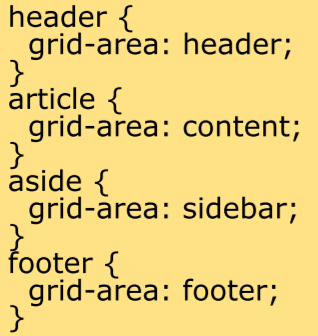 header {
  grid-area: header;
}
article {
  grid-area: content;
}
aside {
  grid-area: sidebar;
}
footer {
  grid-area: footer;
}